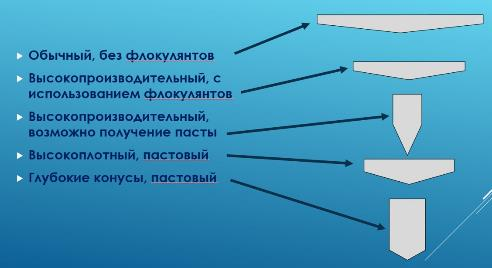 Обычный, без флокулянтов
Высокопроизводительный, с
использованием флокулянтов
Высокопроизводительный,
возможно получение пасты
Высокоплотный, пастовый
Глубокие конусы, пастовый